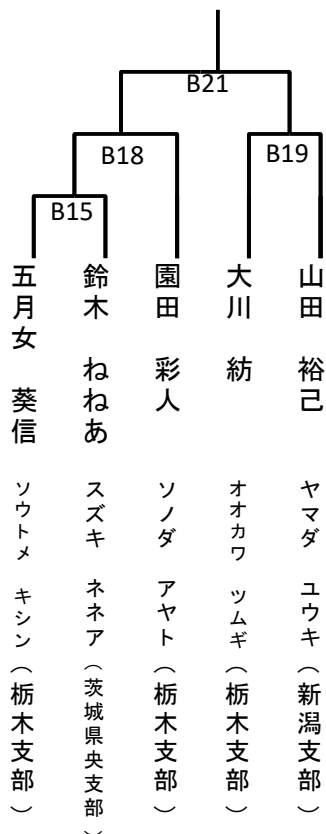 B21
B18
B19
B15
五月女 葵信 ソウトメ キシン（栃木支部）
鈴木 ねねあ スズキ ネネア（茨城県央支部）
園田 彩人 ソノダ アヤト（栃木支部）
大川 紡 オオカワ ツムギ（栃木支部）
山田 裕己 ヤマダ ユウキ（新潟支部）